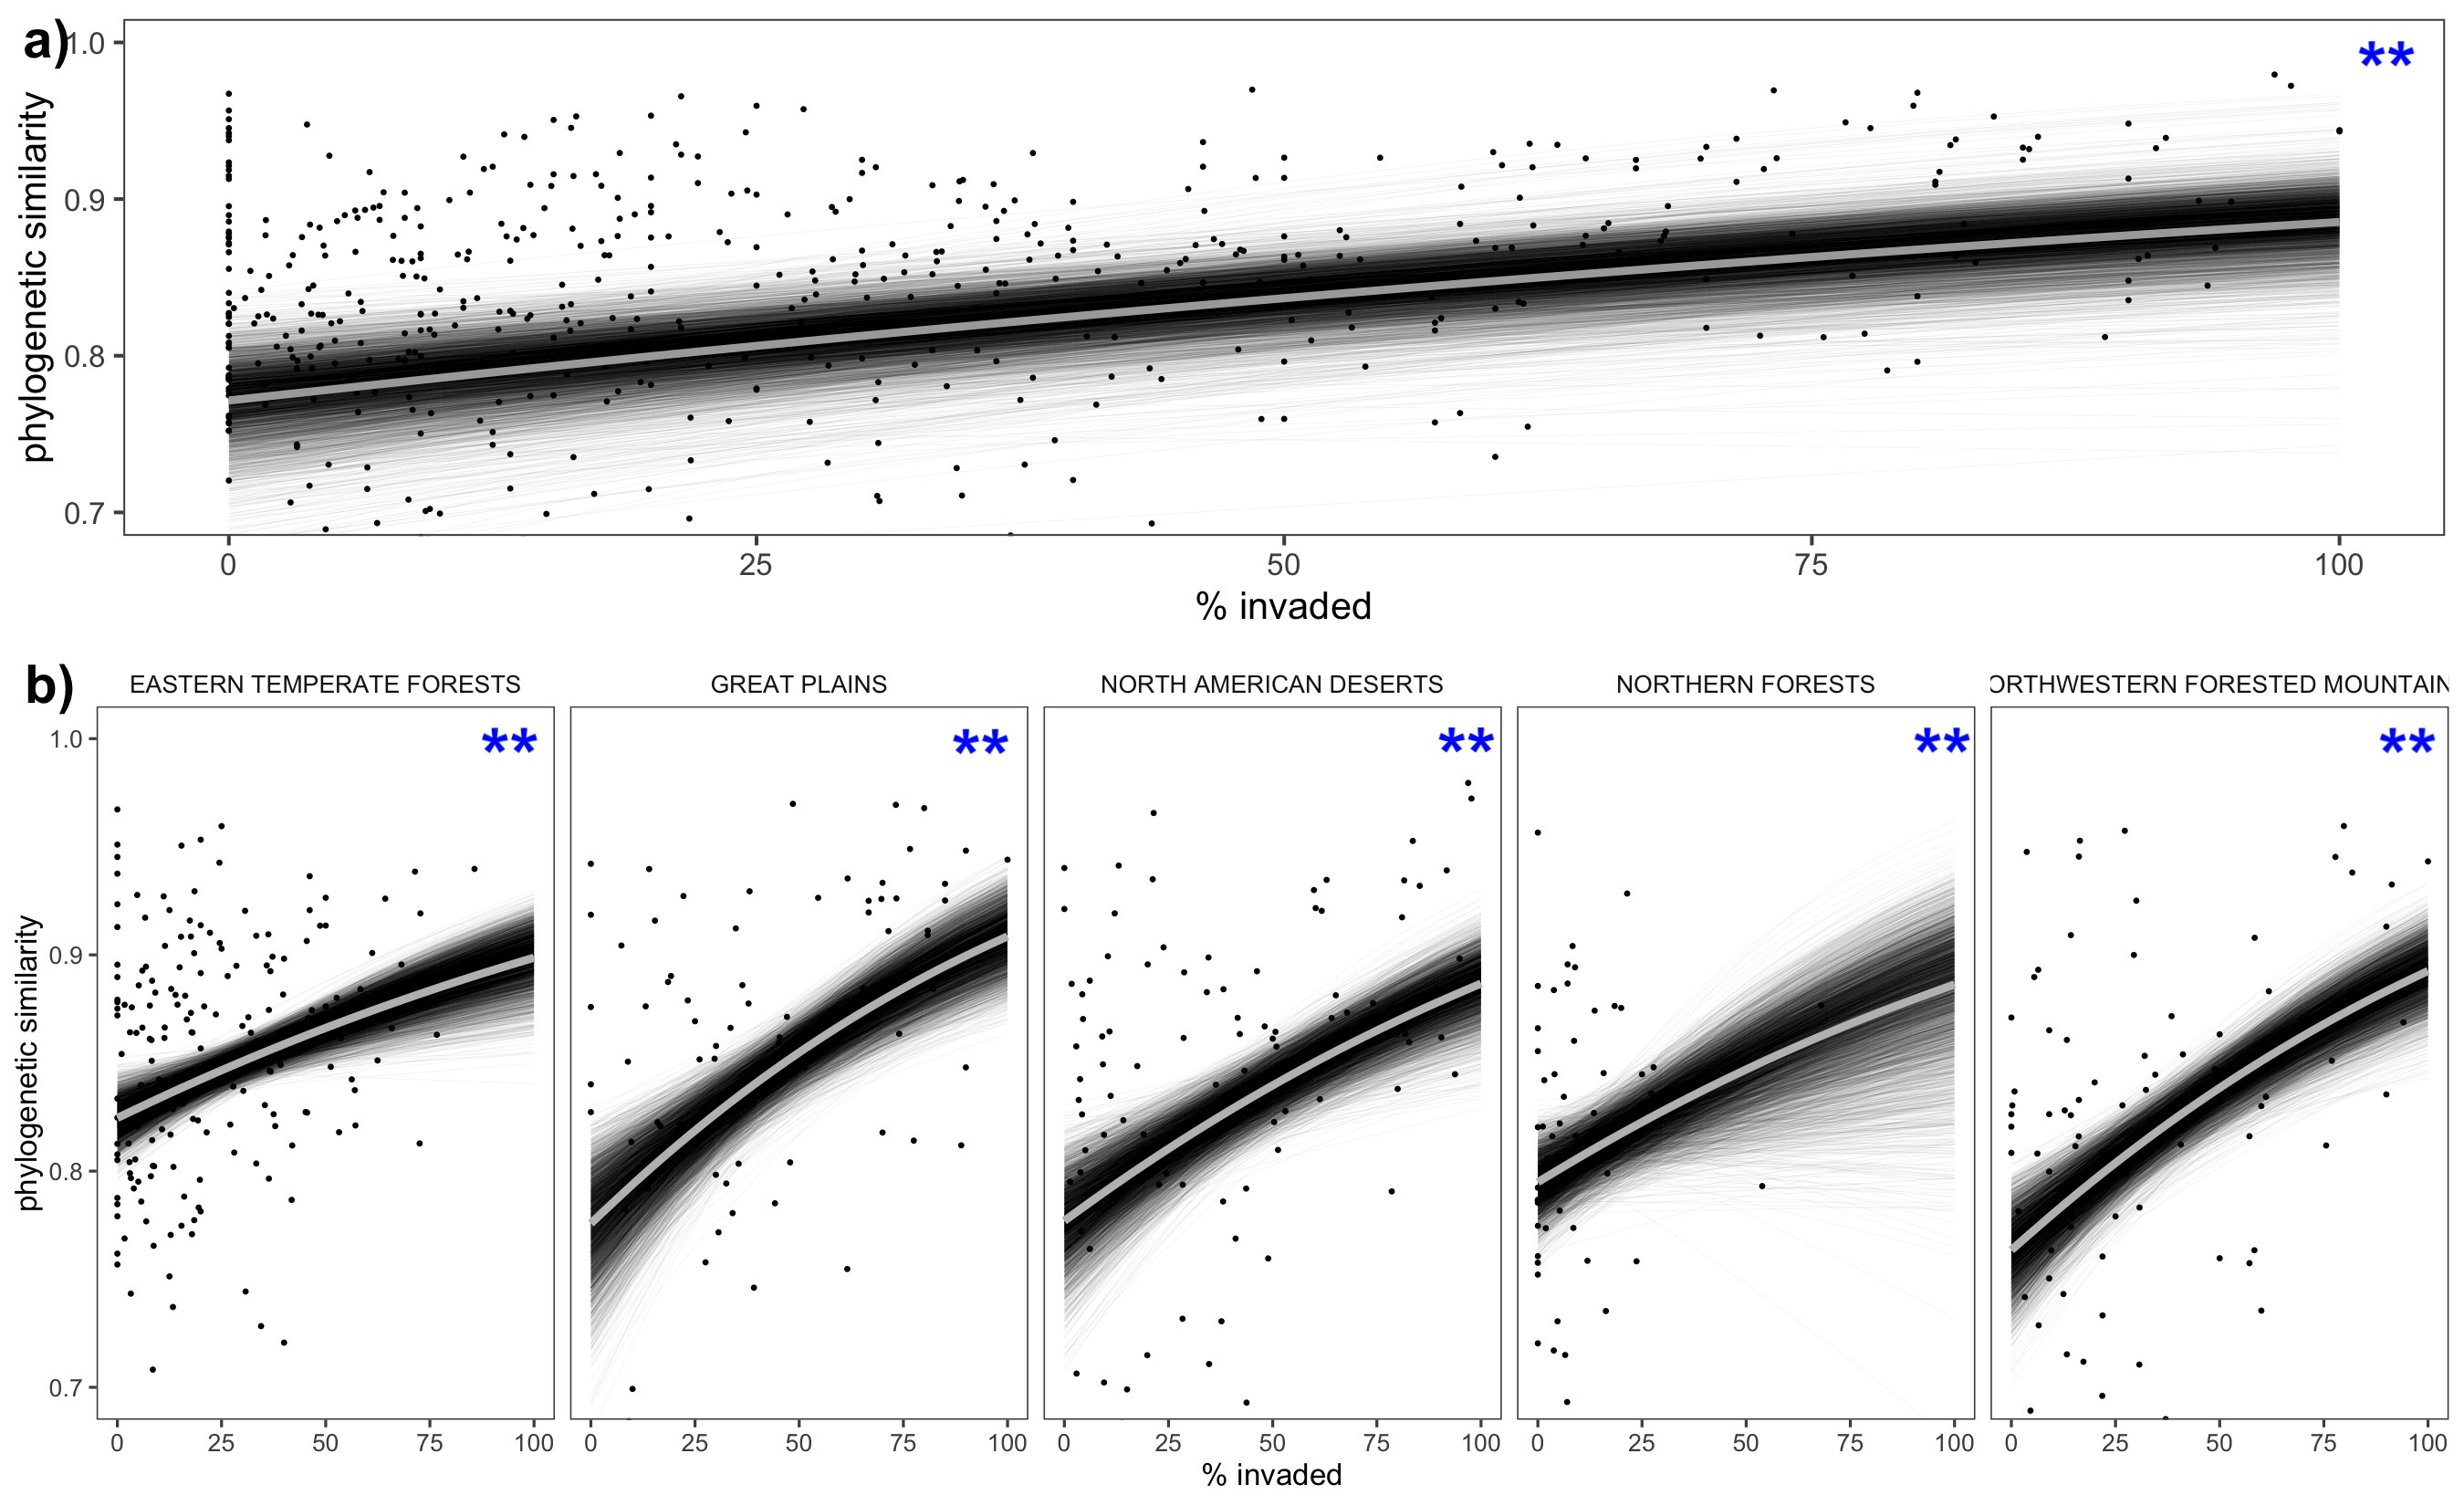 a)
1.0
**
0.9
0.8
0.7
phylogenetic similarity
0 25 50 75 100
% invaded
b)
EASTERN TEMPERATE FORESTS GREAT PLAINS NORTH AMERICAN DESERTS NORTHERN FORESTS ORTHWESTERN FORESTED MOUNTAIN
** ** ** ** **
1.0
0.9
0.8
0.7
phylogenetic similarity
0 25 50 75 100 0 25 50 75 100 0 25 50 75 100 0 25 50 75 100 0 25 50 75 100
% invaded